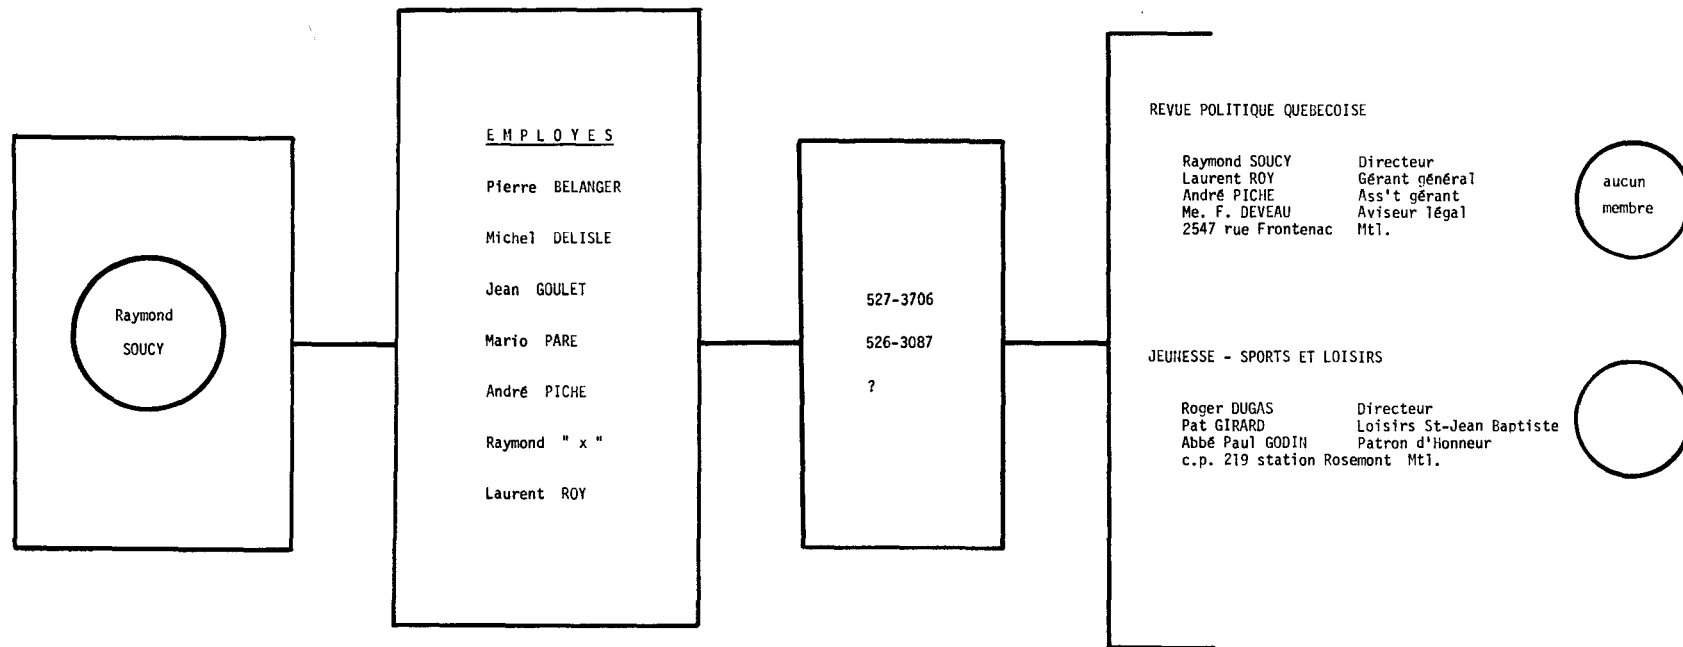 Raymond
SOUCY
E M P L O Y E S
Pierre BELANGER
Michel DELISLE
Jean GOULET
Mario PARE
André PICHE
Raymond " x "
Laurent ROY
527-3706
526-3087
?
REVUE POLITIQUE QUEBECOISE
Raymond SOUCY Directeur
Laurent ROY Gérant général
André PICHE Ass't gérant
Me. F. DEVEAU Aviseur légal
2547 rue Frontenac Mtl.
aucun
membre
JEUNESSE - SPORTS ET LOISIRS
Roger DUGAS Directeur
Pat GIRARD Loisirs St-Jean Baptiste
Abbé Paul GODIN Patron d'Honneur
c.p. 219 station Rosemont Mtl.